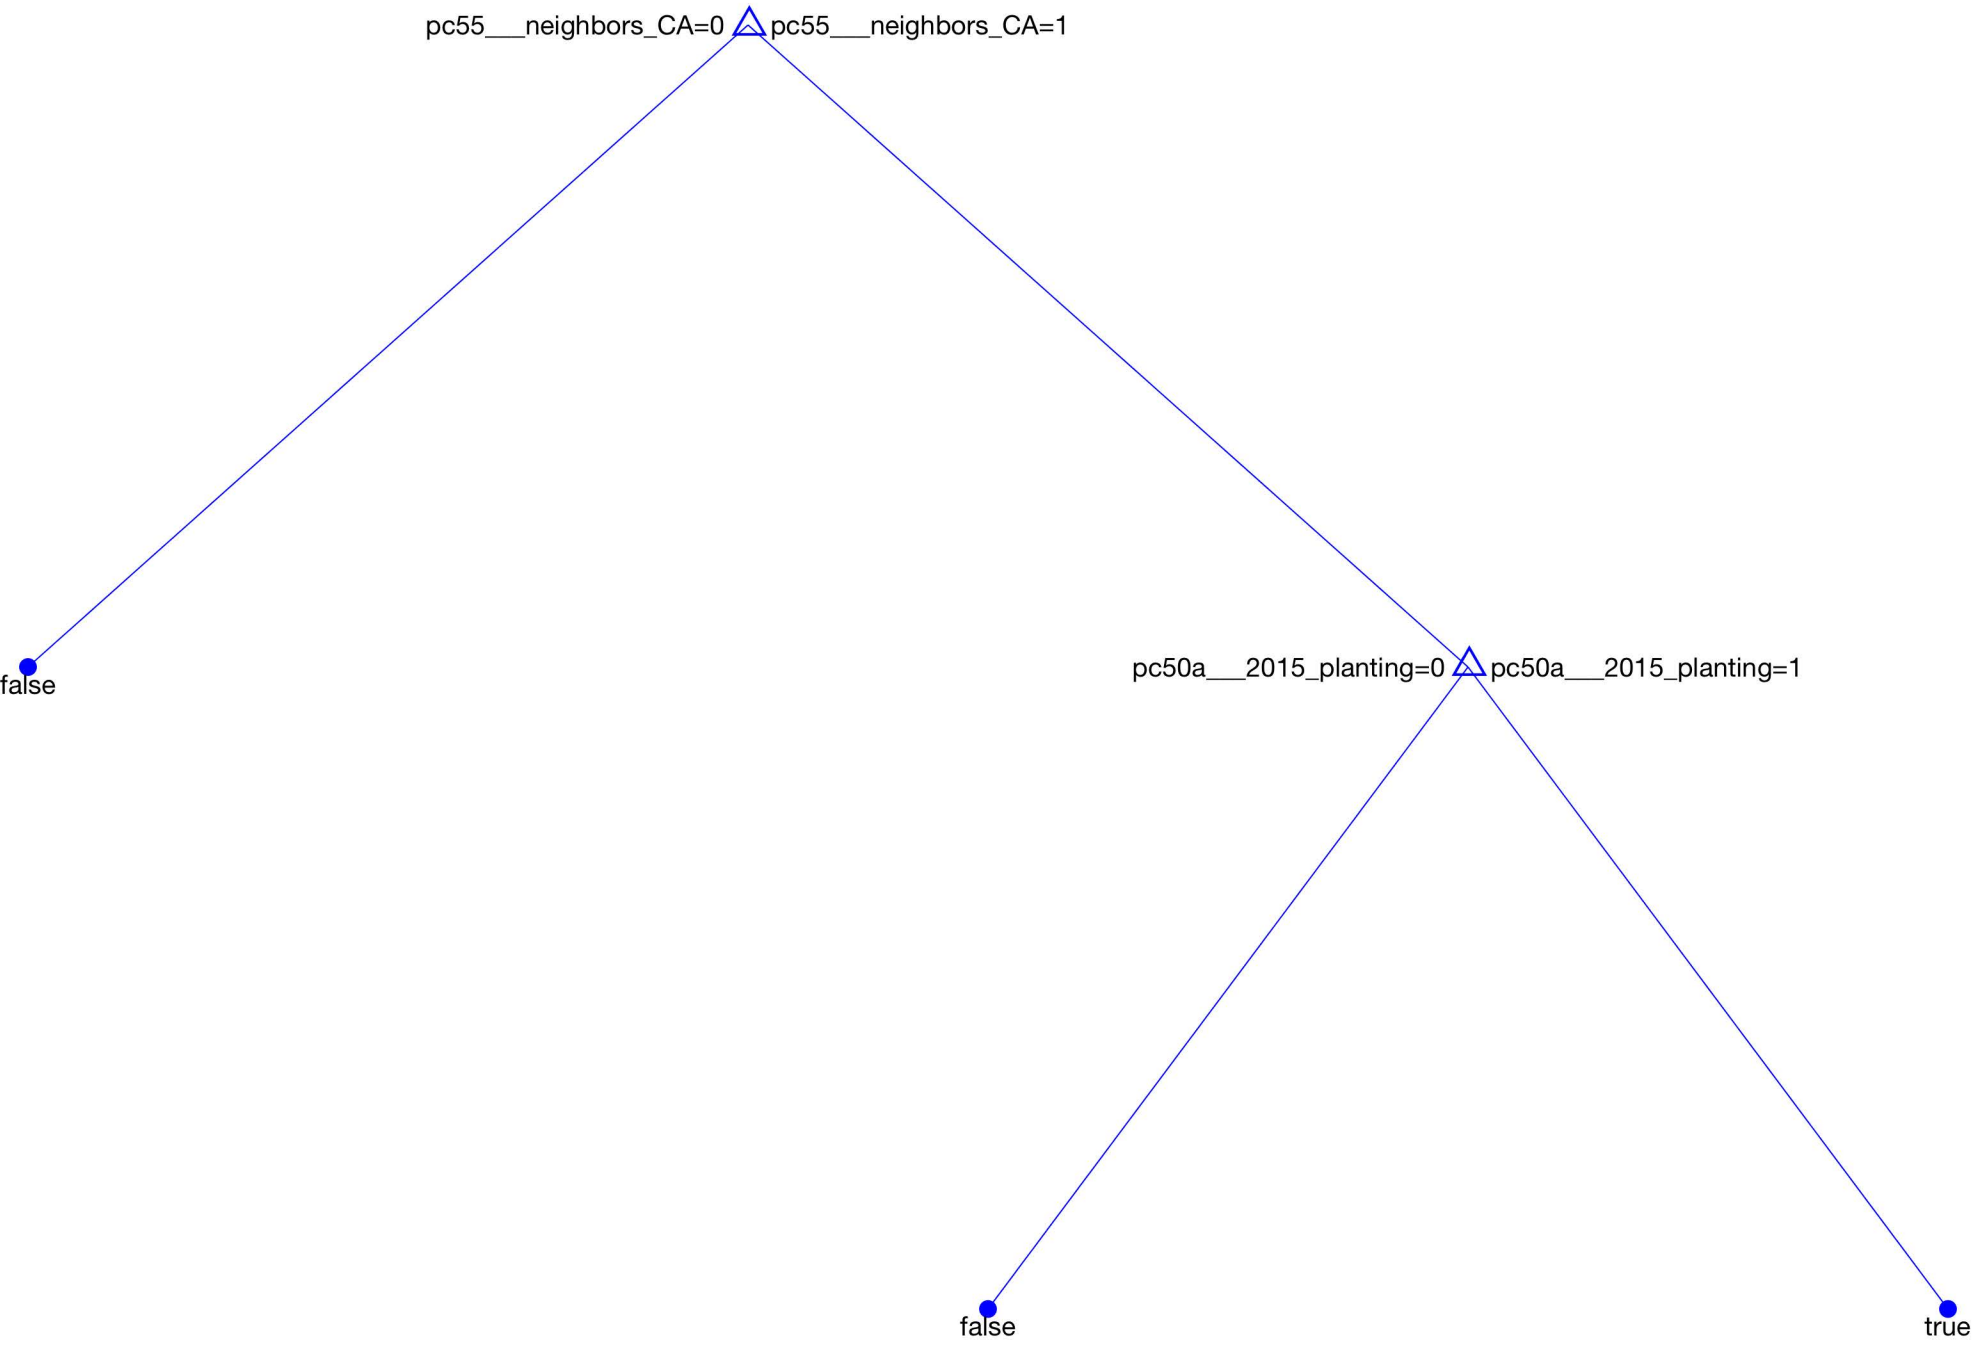 pc55___neighbors_CA=0 pc55___neighbors_CA=1
false
pc50a___2015_planting=0 pc50a___2015_planting=1
false
true